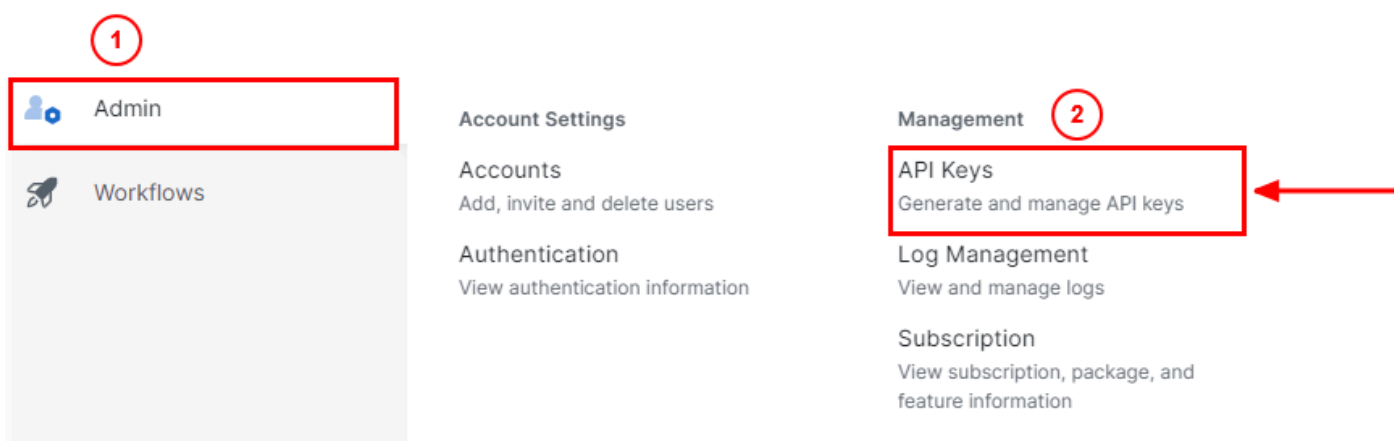 1
Admin
Workflows
Account Settings
Accounts
Add, invite and delete users
Authentication
View authentication information
Management
2
API Keys
Generate and manage API keys
Log Management
View and manage logs
Subscription
View subscription, package, and
feature information